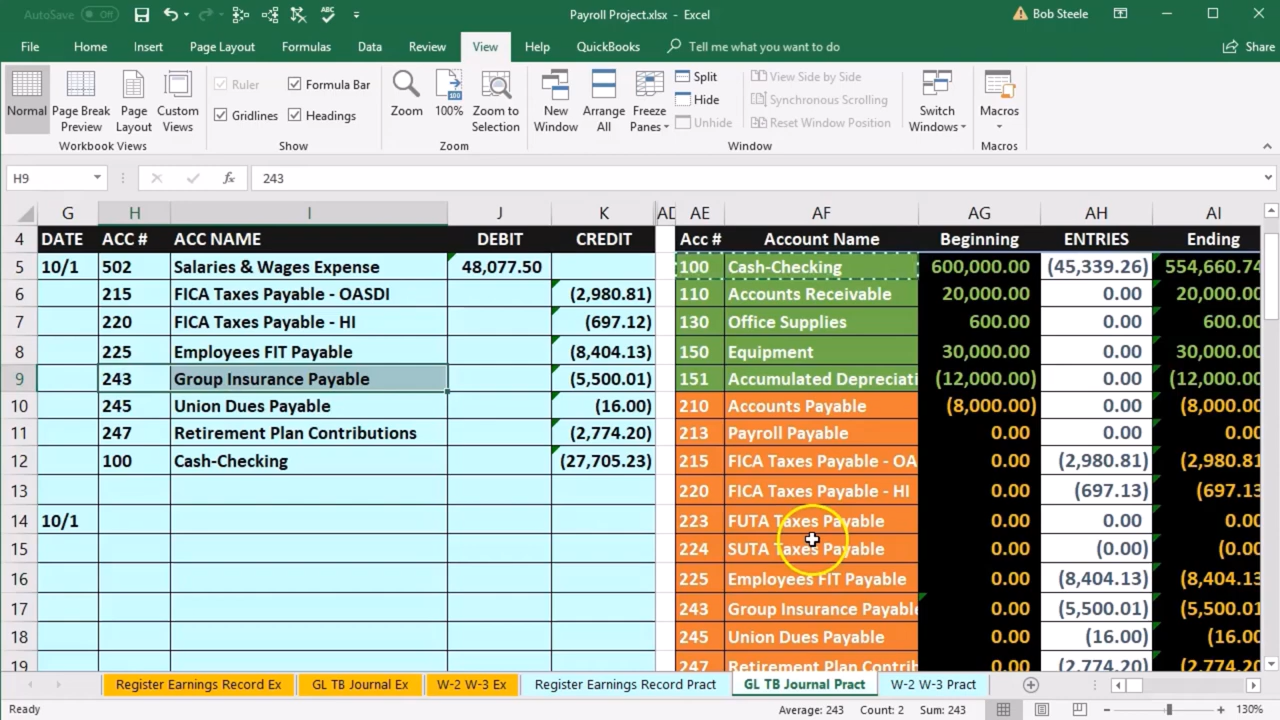 AutoSave Off Payroll Project.xlsx - Excel Bob Steele
File Home Insert Page Layout Formulas Data Review View Help QuickBooks Tell me what you want to do Share
Normal Page Break Preview Page Layout Custom Views
Workbook Views
Ruler Formula Bar
Gridlines Headings
Show
Zoom 100% Zoom to Selection
Zoom
New Window Arrange All Freeze Panes
Split
Hide
Unhide
View Side by Side
Synchronous Scrolling
Reset Window Position
Switch Windows
Window
Macros
Macros
H9 fx 243
G H I J K AD AE AF AG AH AI
4 DATE ACC # ACC NAME DEBIT CREDIT Acc # Account Name Beginning ENTRIES Ending
5 10/1 502 Salaries & Wages Expense 48,077.50 100 Cash-Checking 600,000.00 (45,339.26) 554,660.74
6 215 FICA Taxes Payable - OASDI (2,980.81) 110 Accounts Receivable 20,000.00 0.00 20,000.00
7 220 FICA Taxes Payable - HI (697.12) 130 Office Supplies 600.00 0.00 600.00
8 225 Employees FIT Payable (8,404.13) 150 Equipment 30,000.00 0.00 30,000.00
9 243 Group Insurance Payable (5,500.01) 151 Accumulated Depreciati (12,000.00) 0.00 (12,000.00
10 245 Union Dues Payable (16.00) 210 Accounts Payable (8,000.00) 0.00 (8,000.00
11 247 Retirement Plan Contributions (2,774.20) 213 Payroll Payable 0.00 0.00 0.00
12 100 Cash-Checking (27,705.23) 215 FICA Taxes Payable - OA 0.00 (2,980.81) (2,980.81
13 220 FICA Taxes Payable - HI 0.00 (697.13) (697.13
14 10/1 223 FUTA Taxes Payable 0.00 0.00 0.00
15 224 SUTA Taxes Payable 0.00 (0.00) (0.00
16 225 Employees FIT Payable 0.00 (8,404.13) (8,404.13
17 243 Group Insurance Payable 0.00 (5,500.01) (5,500.01
18 245 Union Dues Payable 0.00 (16.00) (16.00
19 247 Retirement Plan Contrib 0.00 (2,774.20) (2,774.20
Register Earnings Record Ex GL TB Journal Ex W-2 W-3 Ex Register Earnings Record Pract GL TB Journal Pract W-2 W-3 Pract
Ready Average: 243 Count: 2 Sum: 243 130%